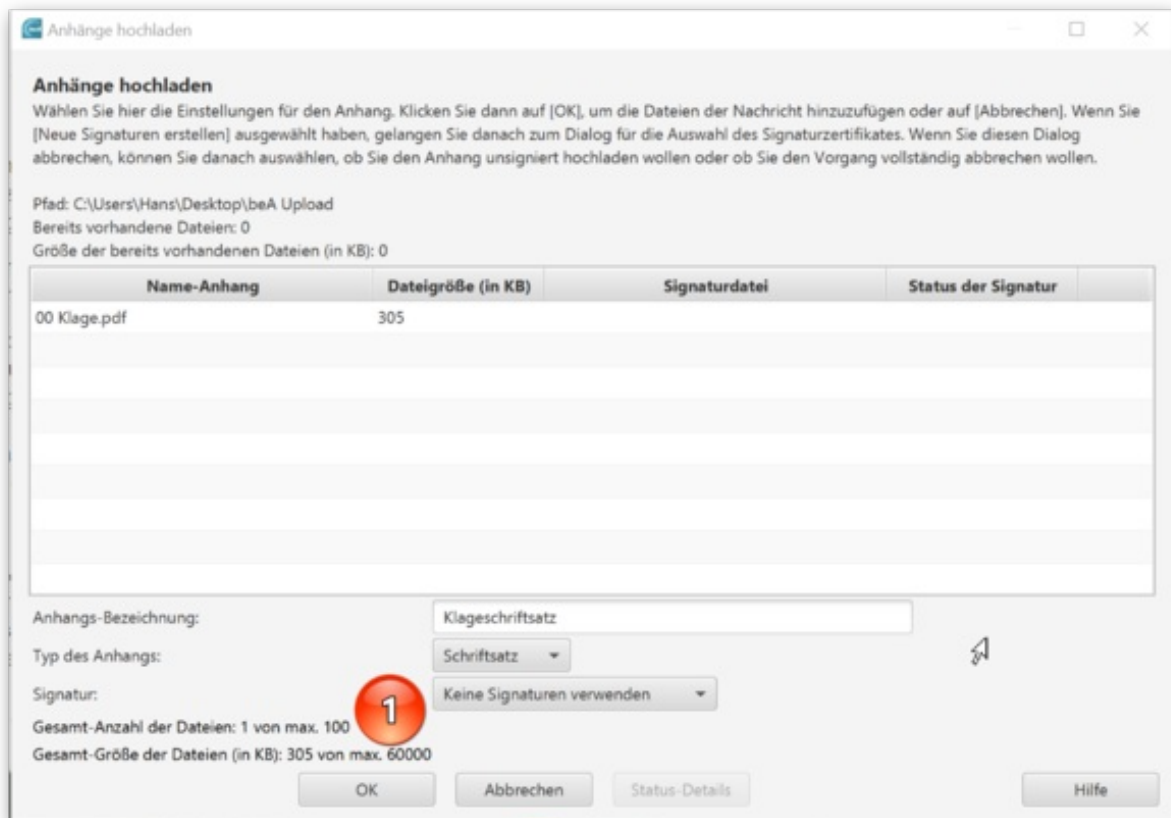 Anhänge hochladen
Anhänge hochladen
Wählen Sie hier die Einstellungen für den Anhang. Klicken Sie dann auf [OK], um die Dateien der Nachricht hinzuzufügen oder auf [Abbrechen]. Wenn Sie
[Neue Signaturen erstellen] ausgewählt haben, gelangen Sie danach zum Dialog für die Auswahl des Signaturzertifikates. Wenn Sie diesen Dialog
abbrechen, können Sie danach auswählen, ob Sie den Anhang unsigniert hochladen wollen oder ob Sie den Vorgang vollständig abbrechen wollen.
Pfad: C:\Users\Hans\Desktop\beA Upload
Bereits vorhandene Dateien: 0
Größe der bereits vorhandenen Dateien (in KB): 0
Name-Anhang Dateigröße (in KB) Signaturdatei Status der Signatur
00 Klage.pdf 305
Anhangs-Bezeichnung: Klageschriftsatz
Typ des Anhangs: Schriftsatz
Signatur: 1 Keine Signaturen verwenden
Gesamt-Anzahl der Dateien: 1 von max. 100
Gesamt-Größe der Dateien (in KB): 305 von max. 60000
OK Abbrechen Status-Details Hilfe